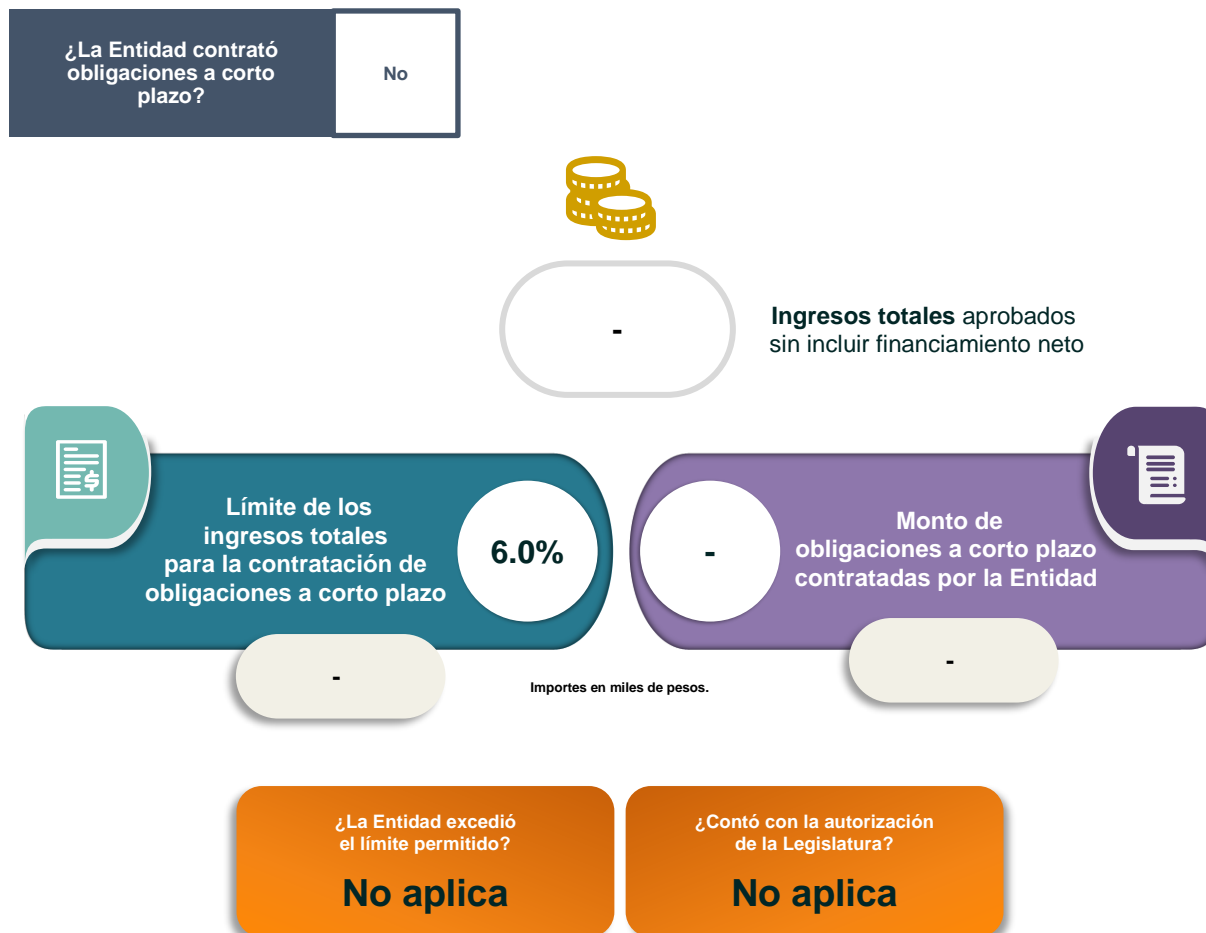 ¿La Entidad contrató
obligaciones a corto
plazo?
No
-
Ingresos totales aprobados
sin incluir financiamiento neto
Límite de los
ingresos totales
para la contratación de
obligaciones a corto plazo
6.0%
-
-
Monto de
obligaciones a corto plazo
contratadas por la Entidad
-
Importes en miles de pesos.
¿La Entidad excedió
el límite permitido?
No aplica
¿Contó con la autorización
de la Legislatura?
No aplica